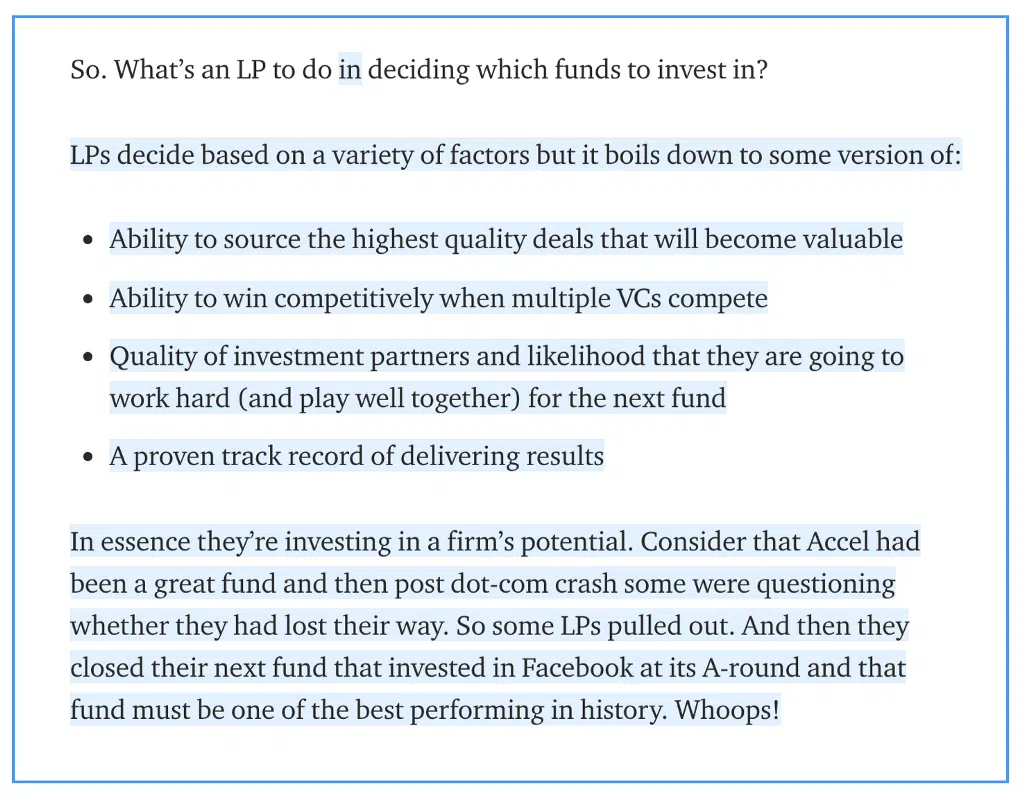 So. What’s an LP to do in deciding which funds to invest in?
LPs decide based on a variety of factors but it boils down to some version of:
• Ability to source the highest quality deals that will become valuable
• Ability to win competitively when multiple VCs compete
• Quality of investment partners and likelihood that they are going to
work hard (and play well together) for the next fund
• A proven track record of delivering results
In essence they’re investing in a firm’s potential. Consider that Accel had
been a great fund and then post dot-com crash some were questioning
whether they had lost their way. So some LPs pulled out. And then they
closed their next fund that invested in Facebook at its A-round and that
fund must be one of the best performing in history. Whoops!